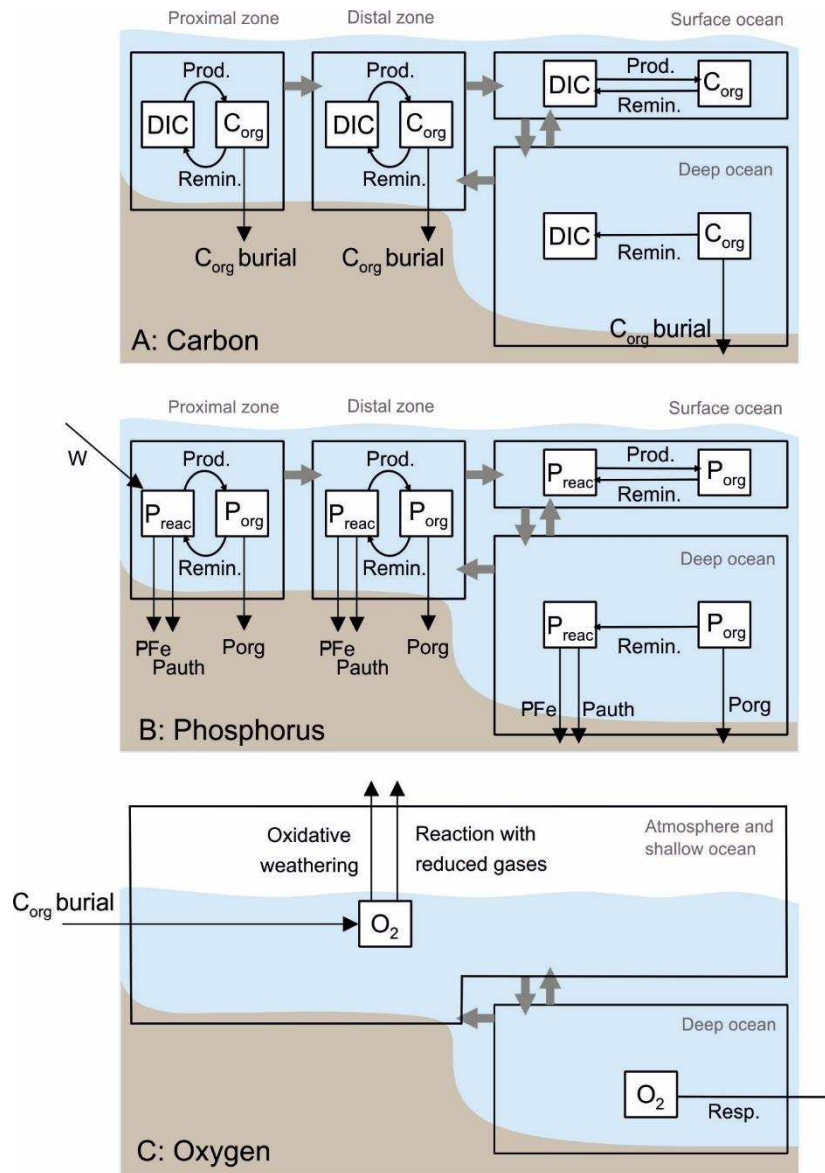 Proximal zone
Distal zone
Surface ocean
Prod.
DIC
Corg
Remin.
Corg burial
Prod.
DIC
Corg
Remin.
Corg burial
DIC
Prod.
Remin.
Corg
Deep ocean
DIC
Remin.
Corg
Corg burial
A: Carbon
Proximal zone
Distal zone
Surface ocean
W
Prod.
Preac
Porg
Remin.
PFe
Pauth
Porg
Prod.
Preac
Porg
Remin.
PFe
Pauth
Porg
Preac
Prod.
Remin.
Porg
Deep ocean
Preac
Remin.
Porg
PFe
Pauth
Porg
B: Phosphorus
Oxidative
weathering
Reaction with
reduced gases
Atmosphere and
shallow ocean
Corg burial
O2
Deep ocean
O2
Resp.
C: Oxygen